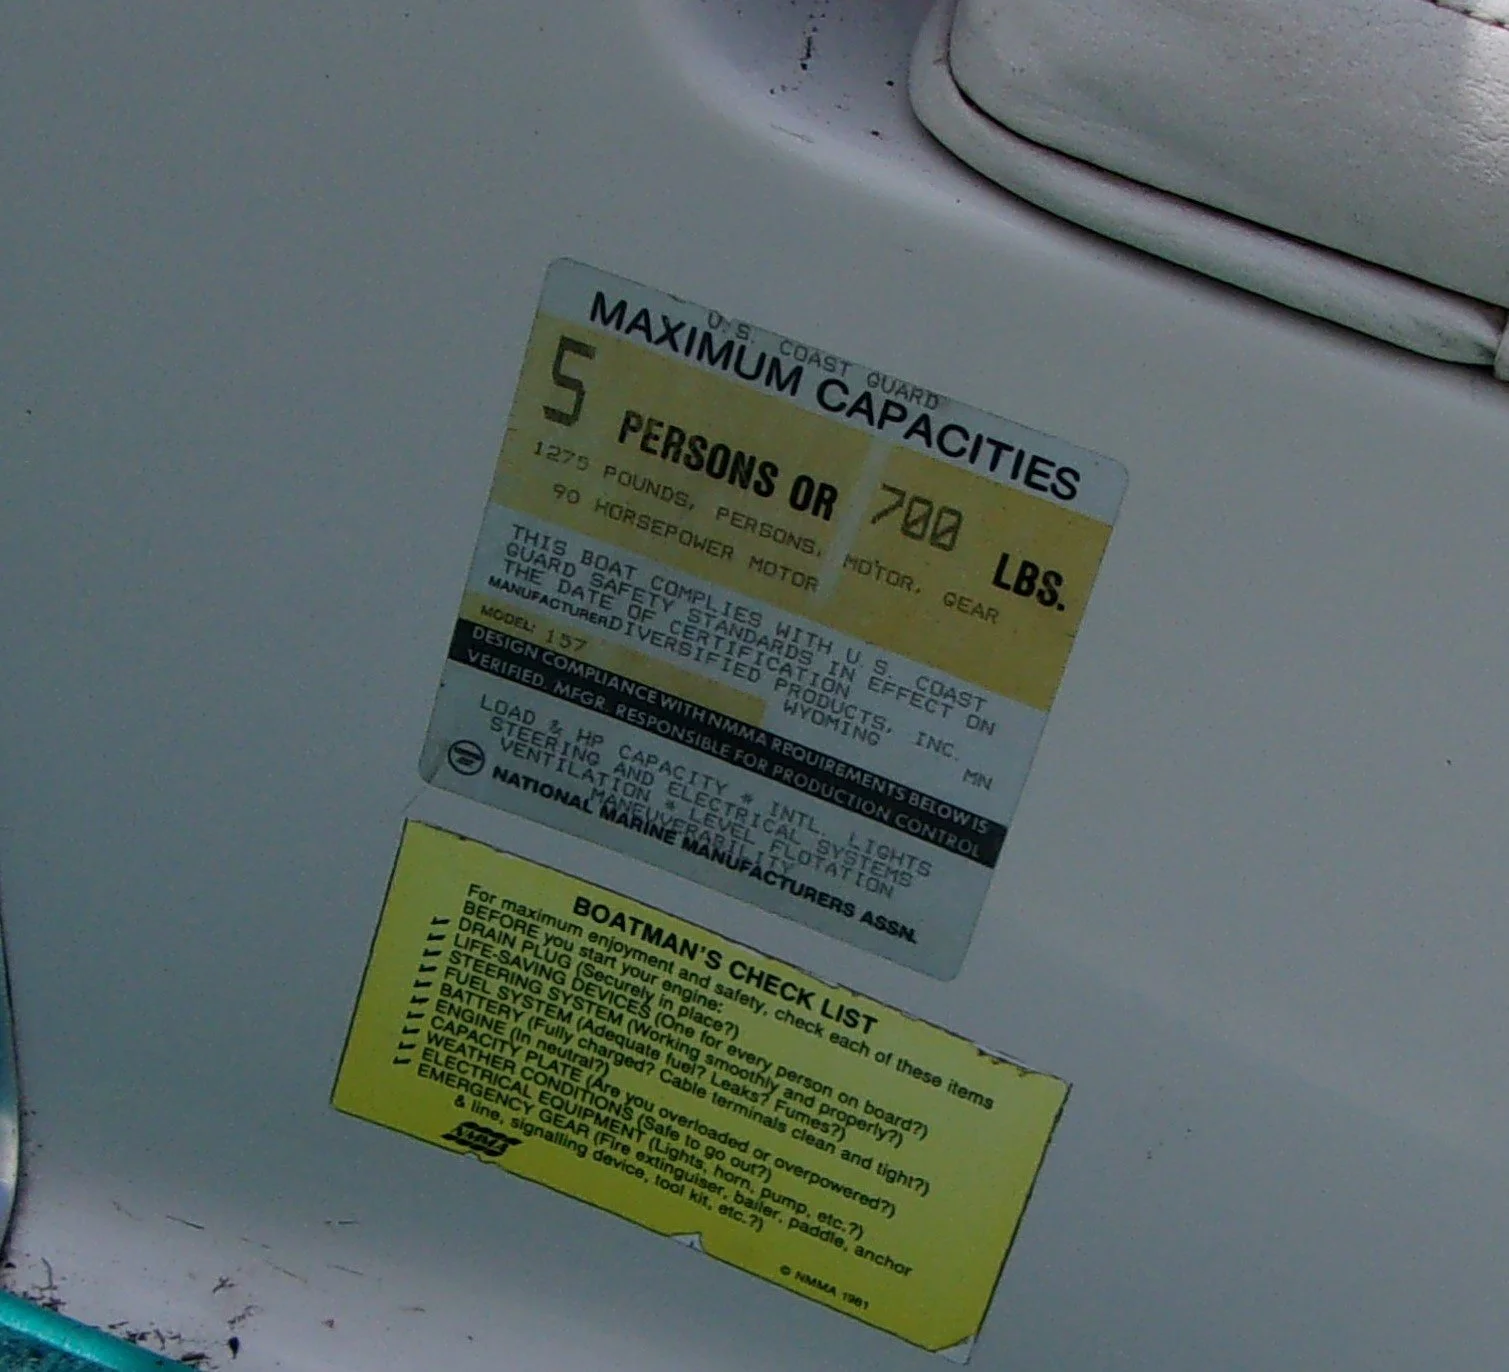 U.S. COAST GUARD
MAXIMUM CAPACITIES
5 PERSONS OR 700 LBS.
1275 POUNDS, PERSONS, MOTOR, GEAR
90 HORSEPOWER MOTOR
THIS BOAT COMPLIES WITH U.S. COAST
GUARD SAFETY STANDARDS IN EFFECT ON
THE DATE OF CERTIFICATION
MANUFACTURER DIVERSIFIED PRODUCTS, INC.
WYOMING MN
MODEL: 157
DESIGN COMPLIANCE WITH NMMA REQUIREMENTS BELOW IS
VERIFIED. MFGR. RESPONSIBLE FOR PRODUCTION CONTROL
LOAD & HP CAPACITY * INTL. LIGHTS
STEERING AND ELECTRICAL SYSTEMS
VENTILATION * LEVEL FLOTATION
MANEUVERABILITY
NATIONAL MARINE MANUFACTURERS ASSN.
BOATMAN'S CHECK LIST
For maximum enjoyment and safety, check each of these items
BEFORE you start your engine:
DRAIN PLUG (Securely in place?)
LIFE-SAVING DEVICES (One for every person on board?)
STEERING SYSTEM (Working smoothly and properly?)
FUEL SYSTEM (Adequate fuel? Leaks? Fumes?)
BATTERY (Fully charged? Cable terminals clean and tight?)
ENGINE (In neutral?)
CAPACITY PLATE (Are you overloaded or overpowered?)
WEATHER CONDITIONS (Safe to go out?)
ELECTRICAL EQUIPMENT (Lights, horn, pump, etc.?)
EMERGENCY GEAR (Fire extinguisher, bailer, paddle, anchor
& line, signalling device, tool kit, etc.?)
NMMA
© NMMA 1981